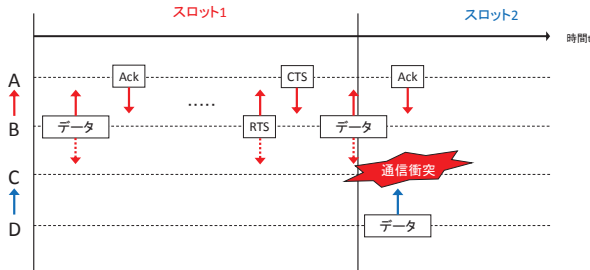 スロット1
スロット2
時間t
A
Ack
.....
CTS
Ack
B
データ
RTS
データ
C
通信衝突
D
データ